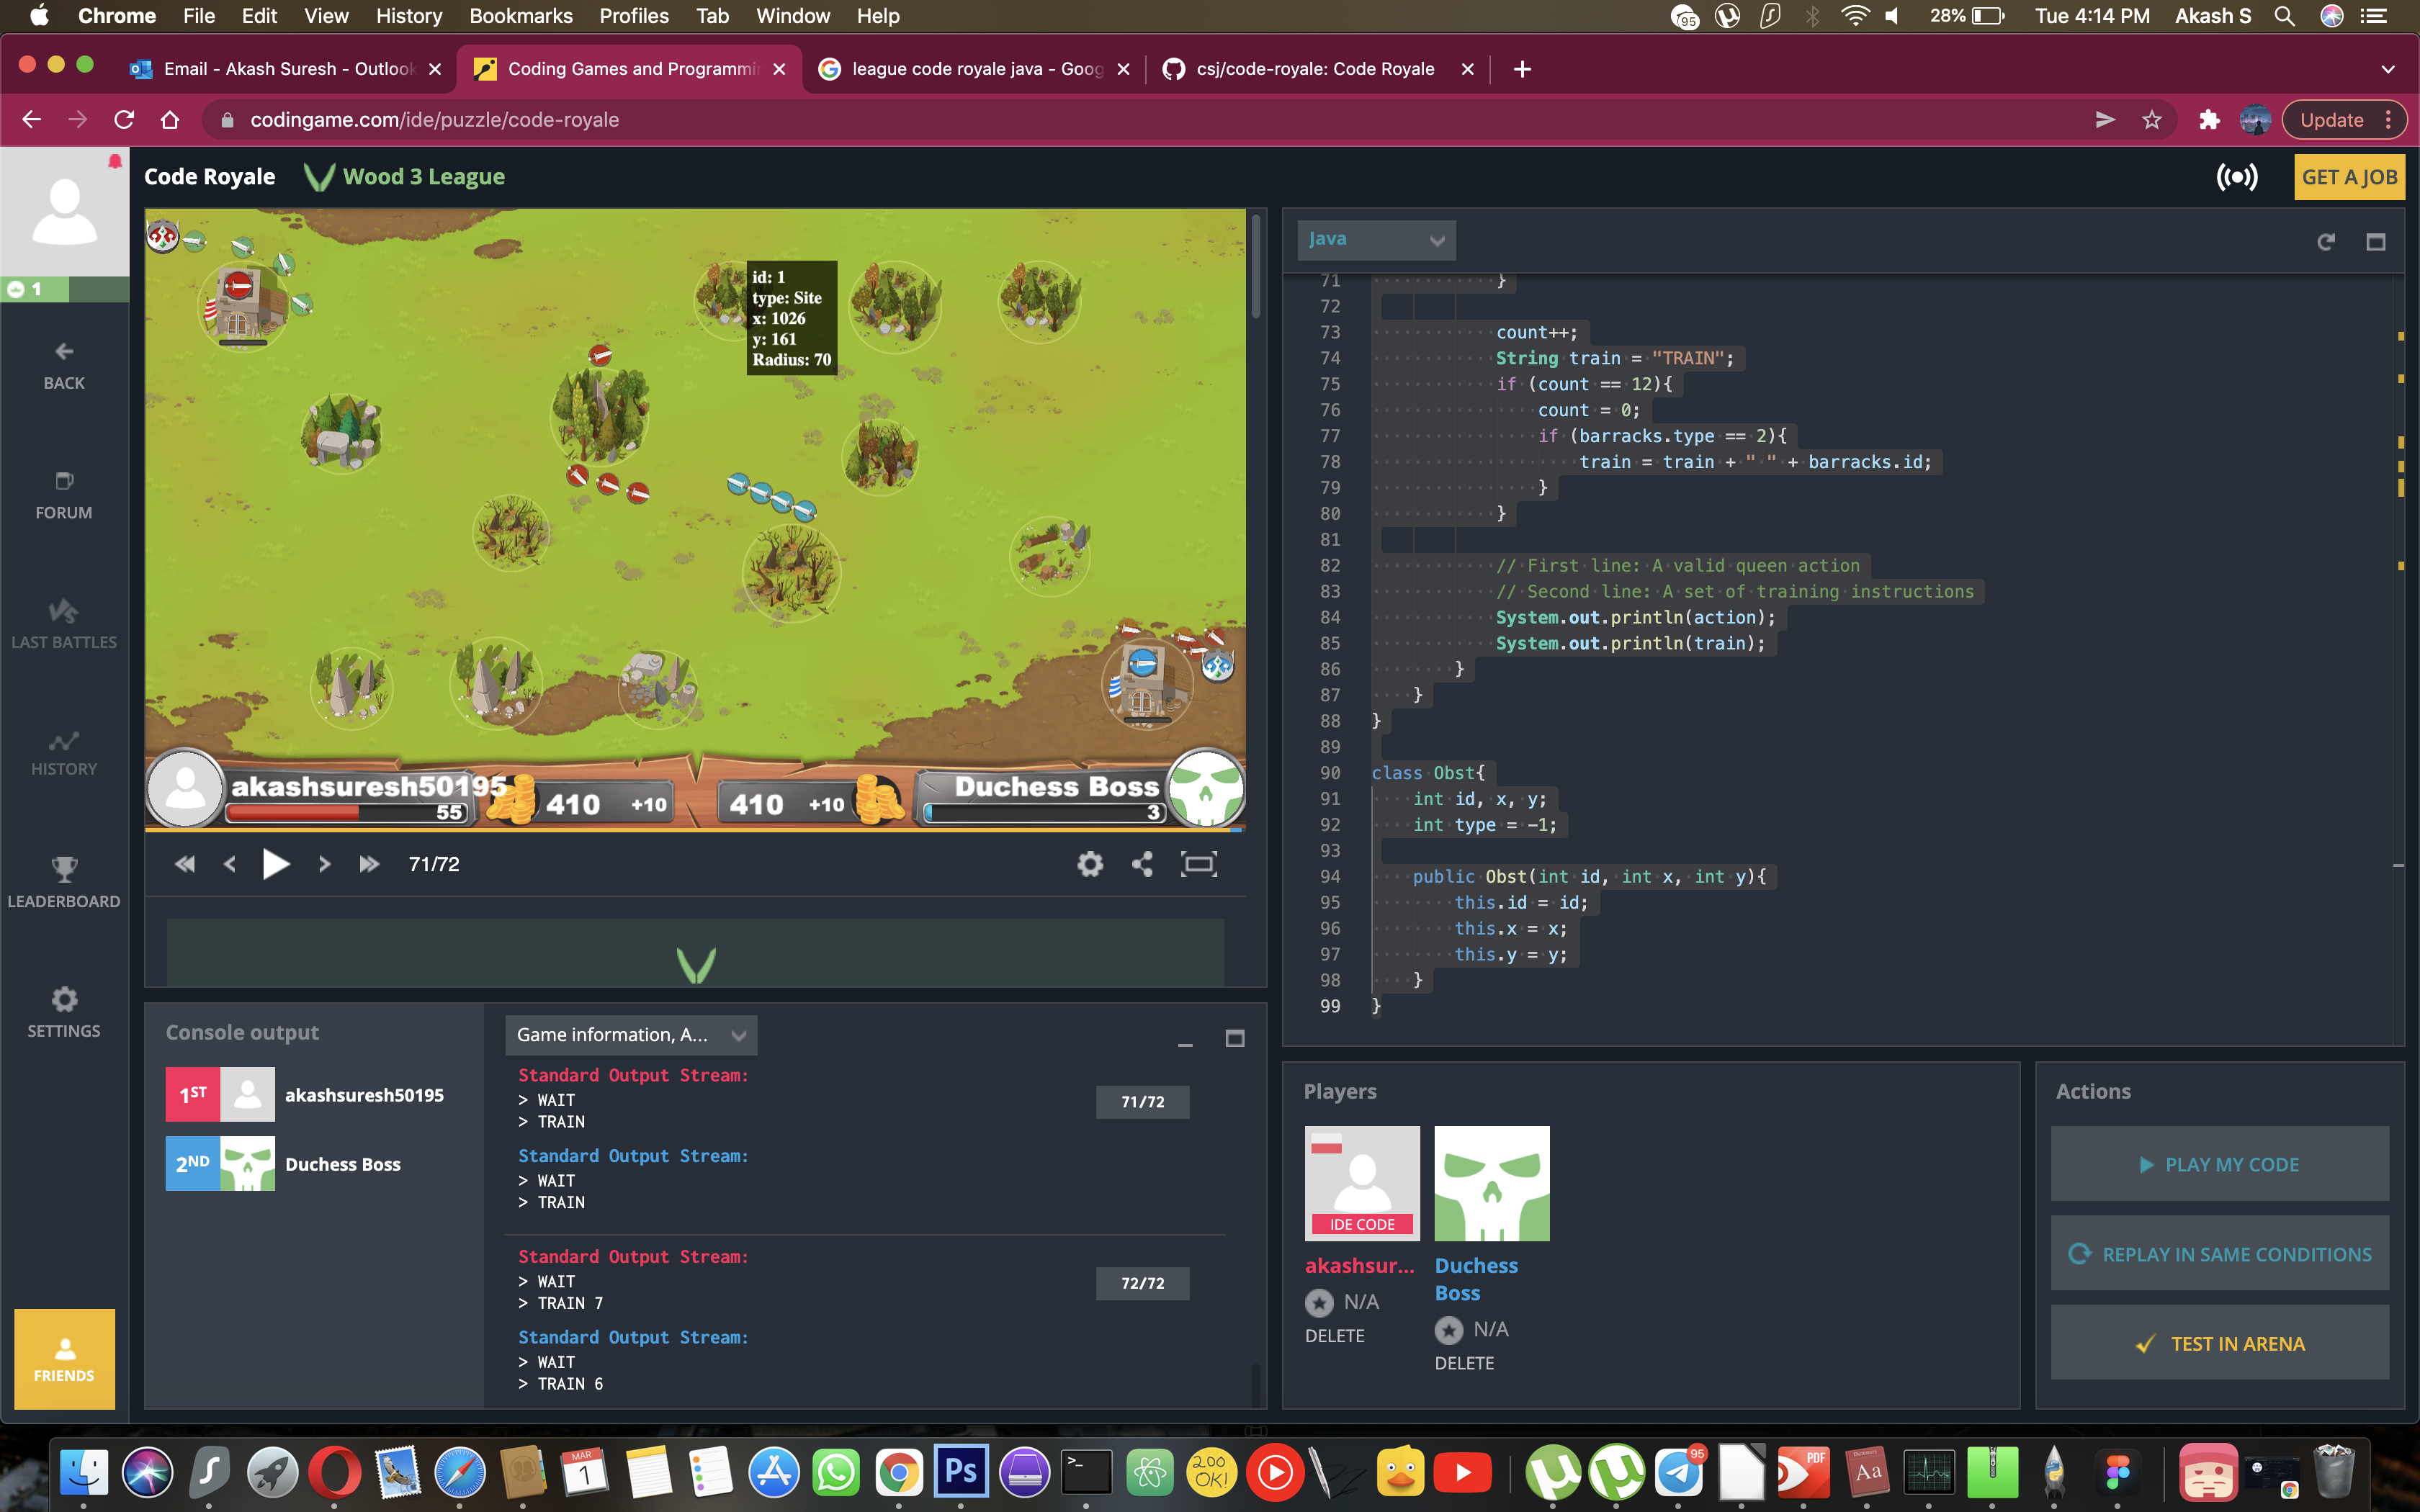 Chrome File Edit View History Bookmarks Profiles Tab Window Help
95 28% Tue 4:14 PM Akash S
Email - Akash Suresh - Outlook
Coding Games and Programmi
league code royale java - Goog
csj/code-royale: Code Royale
codingame.com/ide/puzzle/code-royale
Update
Code Royale Wood 3 League
GET A JOB
1
BACK
FORUM
LAST BATTLES
HISTORY
LEADERBOARD
SETTINGS
FRIENDS
id: 1
type: Site
x: 1026
y: 161
Radius: 70
akashsuresh50195
55
410 +10
410 +10
Duchess Boss
3
71/72
Console output
1ST akashsuresh50195
2ND Duchess Boss
Game information, A...
Standard Output Stream:
> WAIT
> TRAIN
71/72
Standard Output Stream:
> WAIT
> TRAIN
Standard Output Stream:
> WAIT
> TRAIN 7
72/72
Standard Output Stream:
> WAIT
> TRAIN 6
Java
71 }
72
73 count++;
74 String train = "TRAIN";
75 if (count == 12){
76 count = 0;
77 if (barracks.type == 2){
78 train = train + " " + barracks.id;
79 }
80 }
81
82 // First line: A valid queen action
83 // Second line: A set of training instructions
84 System.out.println(action);
85 System.out.println(train);
86 }
87 }
88 }
89
90 class Obst{
91 int id, x, y;
92 int type = -1;
93
94 public Obst(int id, int x, int y){
95 this.id = id;
96 this.x = x;
97 this.y = y;
98 }
99 }
Players
IDE CODE
akashsur...
N/A
DELETE
Duchess
Boss
N/A
DELETE
Actions
PLAY MY CODE
REPLAY IN SAME CONDITIONS
TEST IN ARENA
MAR
1
Ps
>_
200
OK!
95
PDF
Aa